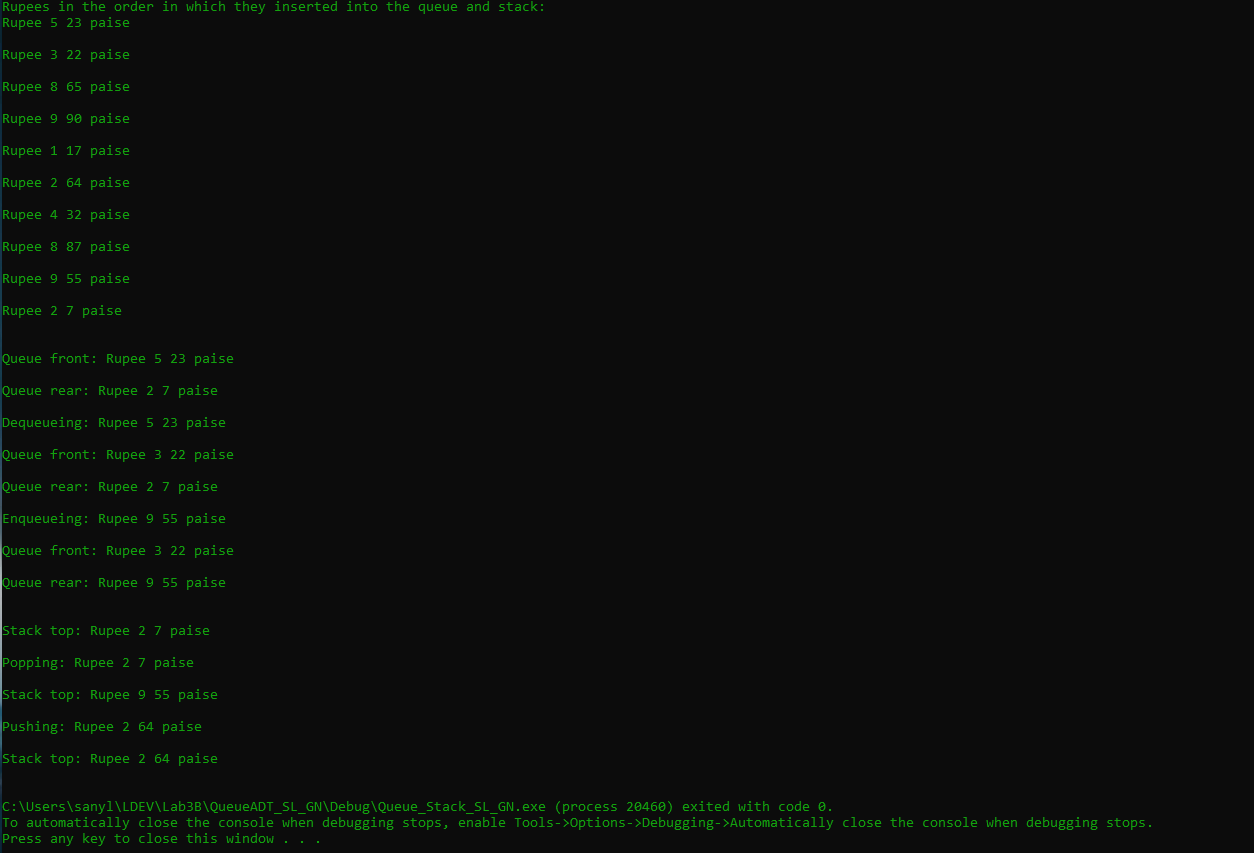 Rupees in the order in which they inserted into the queue and stack:
Rupee 5 23 paise
Rupee 3 22 paise
Rupee 8 65 paise
Rupee 9 90 paise
Rupee 1 17 paise
Rupee 2 64 paise
Rupee 4 32 paise
Rupee 8 87 paise
Rupee 9 55 paise
Rupee 2 7 paise
Queue front: Rupee 5 23 paise
Queue rear: Rupee 2 7 paise
Dequeueing: Rupee 5 23 paise
Queue front: Rupee 3 22 paise
Queue rear: Rupee 2 7 paise
Enqueueing: Rupee 9 55 paise
Queue front: Rupee 3 22 paise
Queue rear: Rupee 9 55 paise
Stack top: Rupee 2 7 paise
Popping: Rupee 2 7 paise
Stack top: Rupee 9 55 paise
Pushing: Rupee 2 64 paise
Stack top: Rupee 2 64 paise
C:\Users\sanyl\LDEV\Lab3B\QueueADT_SL_GN\Debug\Queue_Stack_SL_GN.exe (process 20460) exited with code 0.
To automatically close the console when debugging stops, enable Tools->Options->Debugging->Automatically close the console when debugging stops.
Press any key to close this window . . .